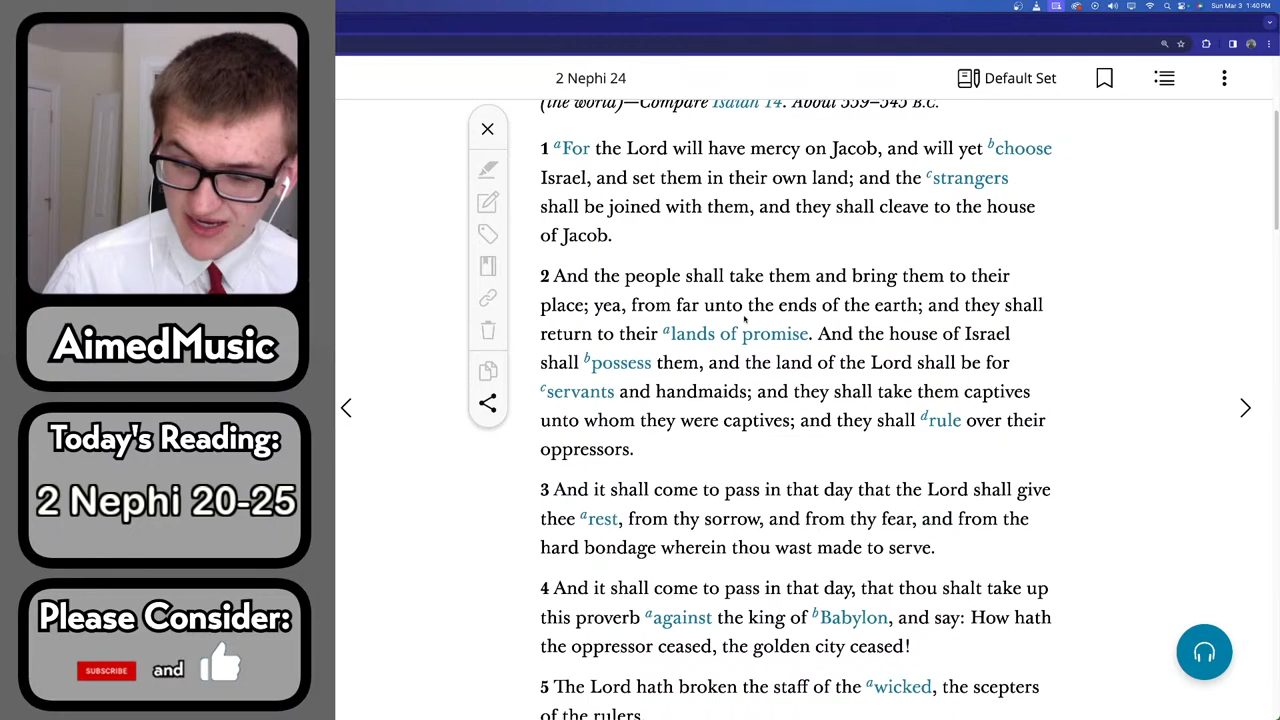 Sun Mar 3 1:40 PM
2 Nephi 24
Default Set
(the world)—Compare Isaiah 14. About 559–545 B.C.
1 aFor the Lord will have mercy on Jacob, and will yet bchoose
Israel, and set them in their own land; and the cstrangers
shall be joined with them, and they shall cleave to the house
of Jacob.
2 And the people shall take them and bring them to their
place; yea, from far unto the ends of the earth; and they shall
return to their alands of promise. And the house of Israel
shall bpossess them, and the land of the Lord shall be for
cservants and handmaids; and they shall take them captives
unto whom they were captives; and they shall drule over their
oppressors.
3 And it shall come to pass in that day that the Lord shall give
thee arest, from thy sorrow, and from thy fear, and from the
hard bondage wherein thou wast made to serve.
4 And it shall come to pass in that day, that thou shalt take up
this proverb aagainst the king of bBabylon, and say: How hath
the oppressor ceased, the golden city ceased!
5 The Lord hath broken the staff of the awicked, the scepters
of the rulers.
AimedMusic
Today's Reading:
2 Nephi 20-25
Please Consider:
SUBSCRIBE and